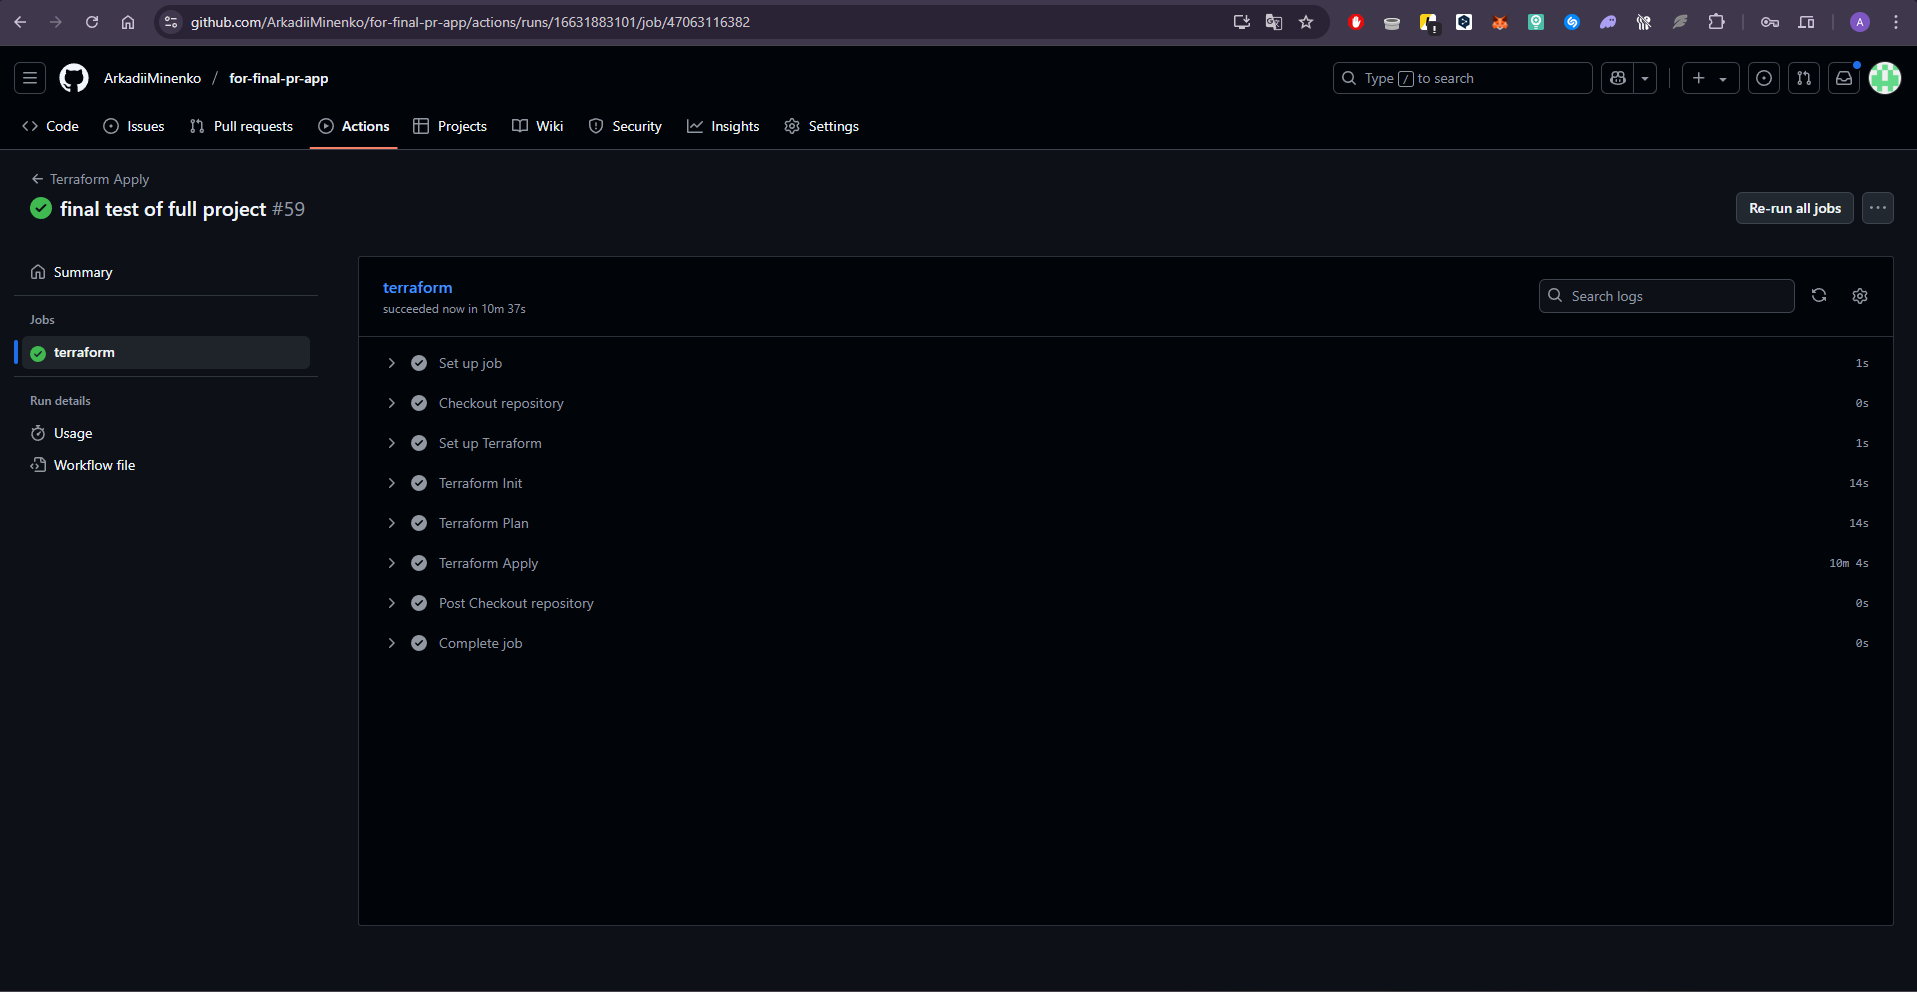 github.com/ArkadiiMinenko/for-final-pr-app/actions/runs/16631883101/job/47063116382
A
ArkadiiMinenko / for-final-pr-app
Type / to search
Code
Issues
Pull requests
Actions
Projects
Wiki
Security
Insights
Settings
Terraform Apply
final test of full project #59
Re-run all jobs
Summary
Jobs
terraform
Run details
Usage
Workflow file
terraform
succeeded now in 10m 37s
Search logs
Set up job 1s
Checkout repository 0s
Set up Terraform 1s
Terraform Init 14s
Terraform Plan 14s
Terraform Apply 10m 4s
Post Checkout repository 0s
Complete job 0s